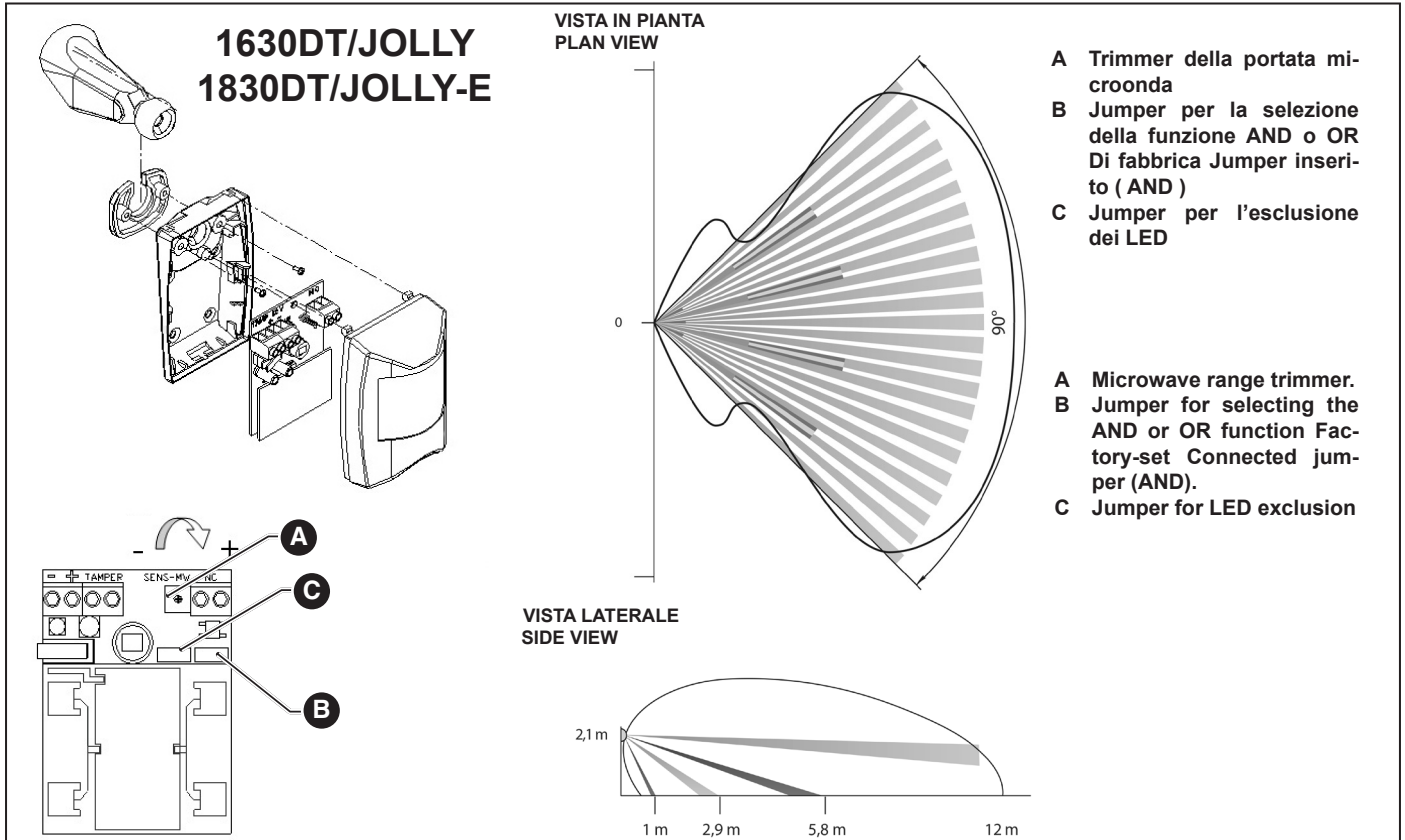 1630DT/JOLLY
1830DT/JOLLY-E
VISTA IN PIANTA
PLAN VIEW
0
90°
A Trimmer della portata mi-
croonda
B Jumper per la selezione
della funzione AND o OR
Di fabbrica Jumper inseri-
to ( AND )
C Jumper per l'esclusione
dei LED
A Microwave range trimmer.
B Jumper for selecting the
AND or OR function Fac-
tory-set Connected jum-
per (AND).
C Jumper for LED exclusion
- +
A
- + TAMPER SENS-MW NC
C
B
VISTA LATERALE
SIDE VIEW
2,1 m
1 m 2,9 m 5,8 m 12 m